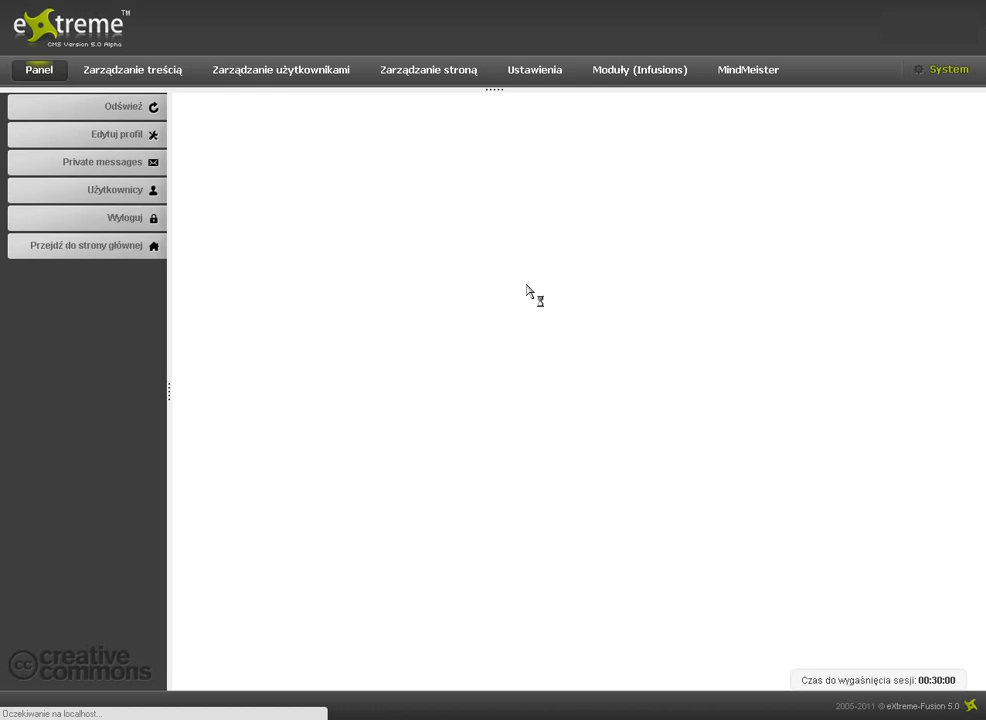 eXtreme™
CMS Version 5.0 Alpha
Panel Zarządzanie treścią Zarządzanie użytkownikami Zarządzanie stroną Ustawienia Moduły (Infusions) MindMeister System
Odśwież
Edytuj profil
Private messages
Użytkownicy
Wyloguj
Przejdź do strony głównej
cc creative
commons
Czas do wygaśnięcia sesji: 00:30:00
2005-2011 © eXtreme-Fusion 5.0
Oczekiwanie na localhost...